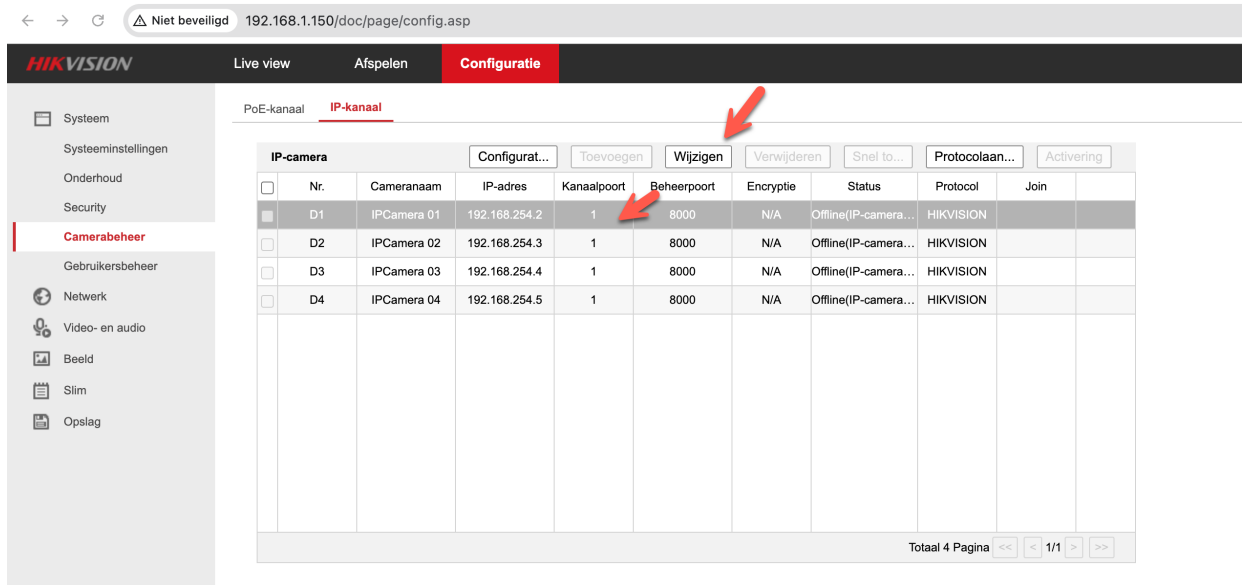 Niet beveiligd 192.168.1.150/doc/page/config.asp
HIKVISION Live view Afspelen Configuratie
PoE-kanaal IP-kanaal
Systeem
Systeeminstellingen
Onderhoud
Security
Camerabeheer
Gebruikersbeheer
Netwerk
Video- en audio
Beeld
Slim
Opslag
IP-camera Configurat... Toevoegen Wijzigen Verwijderen Snel to... Protocolaan... Activering
Nr. Cameranaam IP-adres Kanaalpoort Beheerpoort Encryptie Status Protocol Join
D1 IPCamera 01 192.168.254.2 1 8000 N/A Offline(IP-camera... HIKVISION
D2 IPCamera 02 192.168.254.3 1 8000 N/A Offline(IP-camera... HIKVISION
D3 IPCamera 03 192.168.254.4 1 8000 N/A Offline(IP-camera... HIKVISION
D4 IPCamera 04 192.168.254.5 1 8000 N/A Offline(IP-camera... HIKVISION
Totaal 4 Pagina << < 1/1 > >>